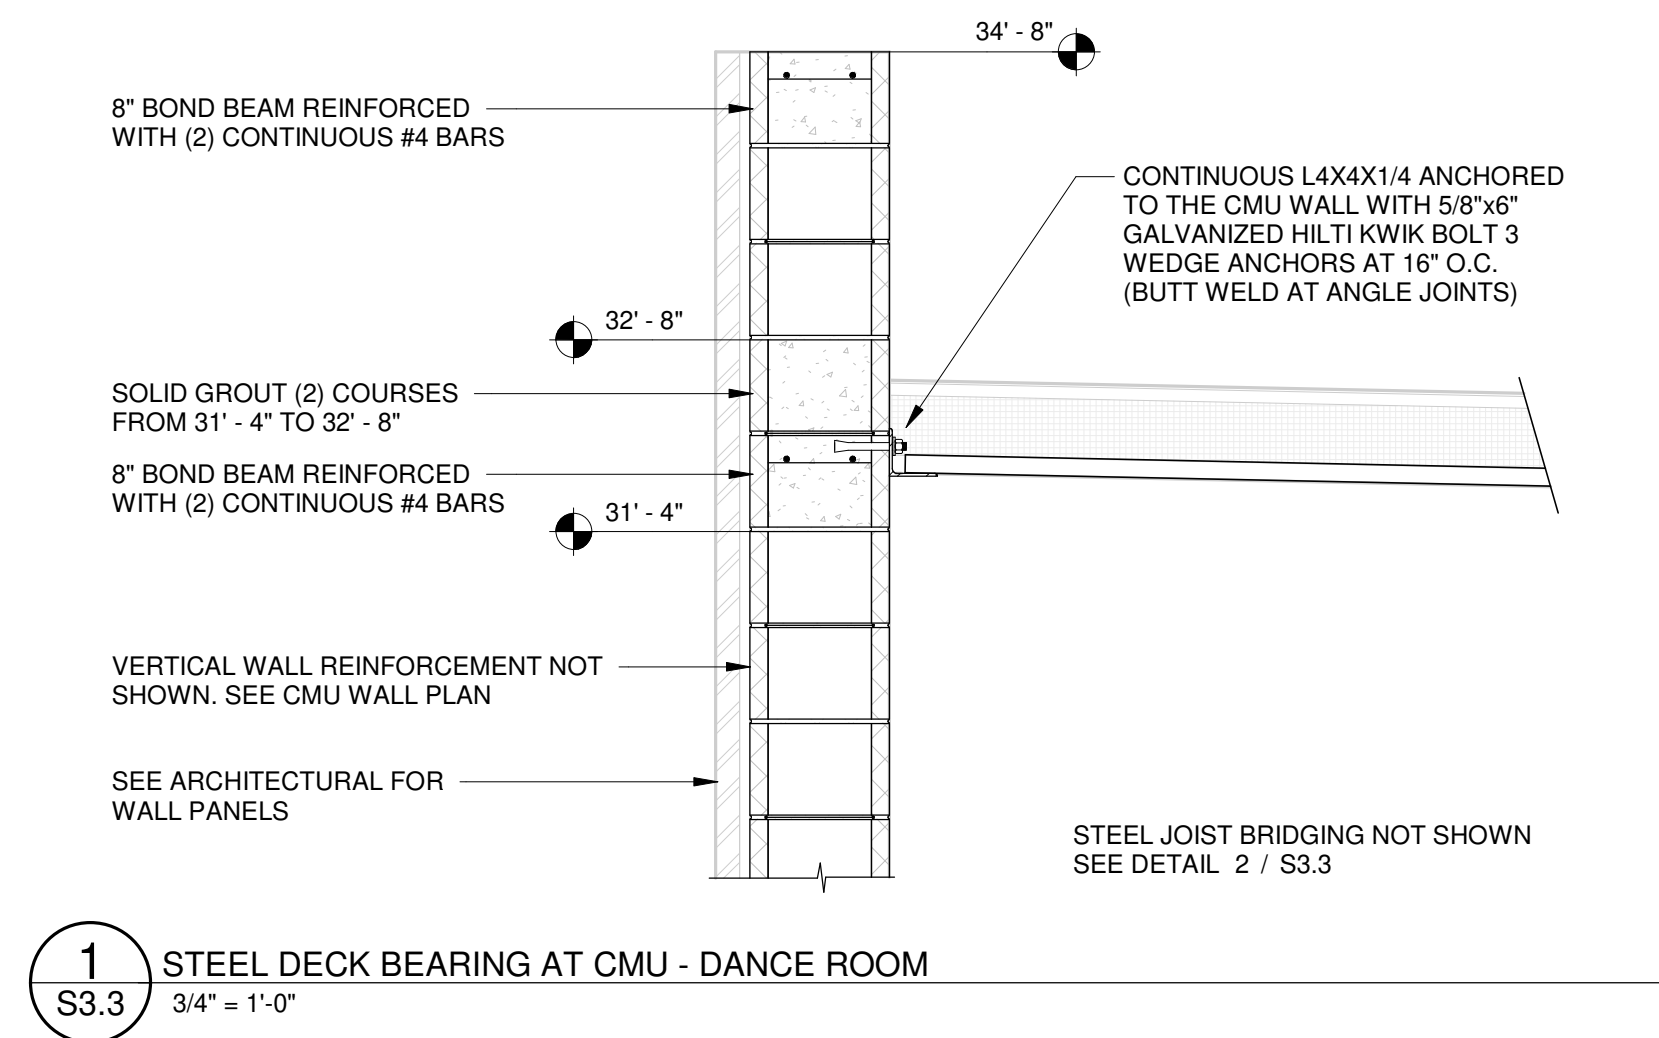 34' - 8"
8" BOND BEAM REINFORCED
WITH (2) CONTINUOUS #4 BARS
CONTINUOUS L4X4X1/4 ANCHORED
TO THE CMU WALL WITH 5/8"x6"
GALVANIZED HILTI KWIK BOLT 3
WEDGE ANCHORS AT 16" O.C.
(BUTT WELD AT ANGLE JOINTS)
32' - 8"
SOLID GROUT (2) COURSES
FROM 31' - 4" TO 32' - 8"
8" BOND BEAM REINFORCED
WITH (2) CONTINUOUS #4 BARS
31' - 4"
VERTICAL WALL REINFORCEMENT NOT
SHOWN. SEE CMU WALL PLAN
SEE ARCHITECTURAL FOR
WALL PANELS
STEEL JOIST BRIDGING NOT SHOWN
SEE DETAIL 2 / S3.3
1
S3.3
STEEL DECK BEARING AT CMU - DANCE ROOM
3/4" = 1'-0"